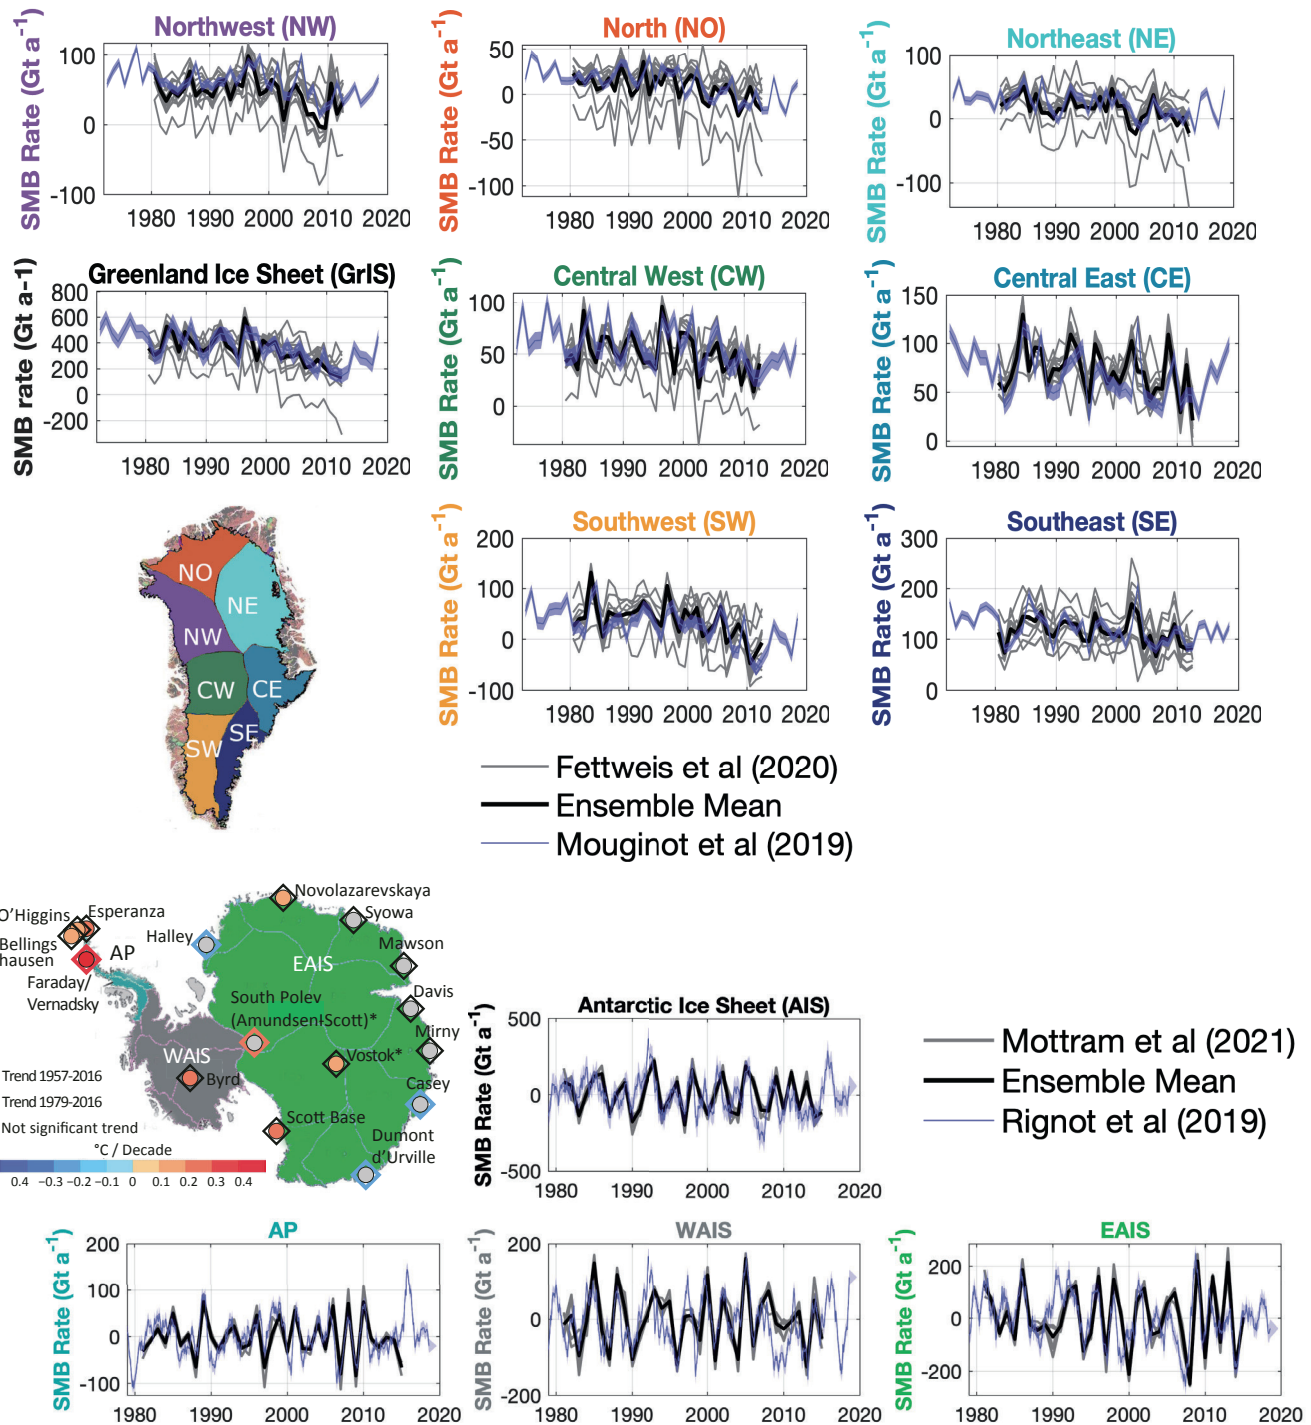 Northwest (NW)
SMB Rate (Gt a⁻¹)
100
0
-100
1980 1990 2000 2020
North (NO)
SMB Rate (Gt a⁻¹)
50
0
-50
-100
1980 1990 2000 2020
Northeast (NE)
SMB Rate (Gt a⁻¹)
100
0
-100
1980 1990 2000 2010 2020
Greenland Ice Sheet (GrIS)
SMB rate (Gt a-1)
800
600
400
200
0
-200
1980 1990 2000 2010 2020
Central West (CW)
SMB Rate (Gt a⁻¹)
100
50
0
1980 1990 2000 2010 2020
Central East (CE)
SMB Rate (Gt a⁻¹)
150
100
50
0
1980 1990 2000 2010 2020
NO
NE
NW
CW
CE
SE
SW
Southwest (SW)
SMB Rate (Gt a⁻¹)
200
100
0
-100
1980 1990 2000 2010 2020
Southeast (SE)
SMB Rate (Gt a⁻¹)
300
200
100
0
1980 1990 2000 2010 2020
Fettweis et al (2020)
Ensemble Mean
Mouginot et al (2019)
Novolazarevskaya
O'Higgins
Esperanza
Syowa
Bellings
hausen
AP
Halley
Mawson
Faraday/
Vernadsky
EAIS
Davis
South Polev
(Amundsen-Scott)*
Mirny
WAIS
Vostok*
Byrd
Casey
Trend 1957-2016
Trend 1979-2016
Scott Base
Not significant trend
Dumont
d'Urville
°C / Decade
0.4 −0.3 −0.2 −0.1 0 0.1 0.2 0.3 0.4
Antarctic Ice Sheet (AIS)
SMB Rate (Gt a⁻¹)
500
0
-500
1980 1990 2000 2010 2020
Mottram et al (2021)
Ensemble Mean
Rignot et al (2019)
AP
SMB Rate (Gt a⁻¹)
200
100
0
-100
1980 1990 2000 2010 2020
WAIS
SMB Rate (Gt a⁻¹)
200
0
-200
1980 1990 2000 2010 2020
EAIS
SMB Rate (Gt a⁻¹)
200
0
-200
1980 1990 2000 2010 2020